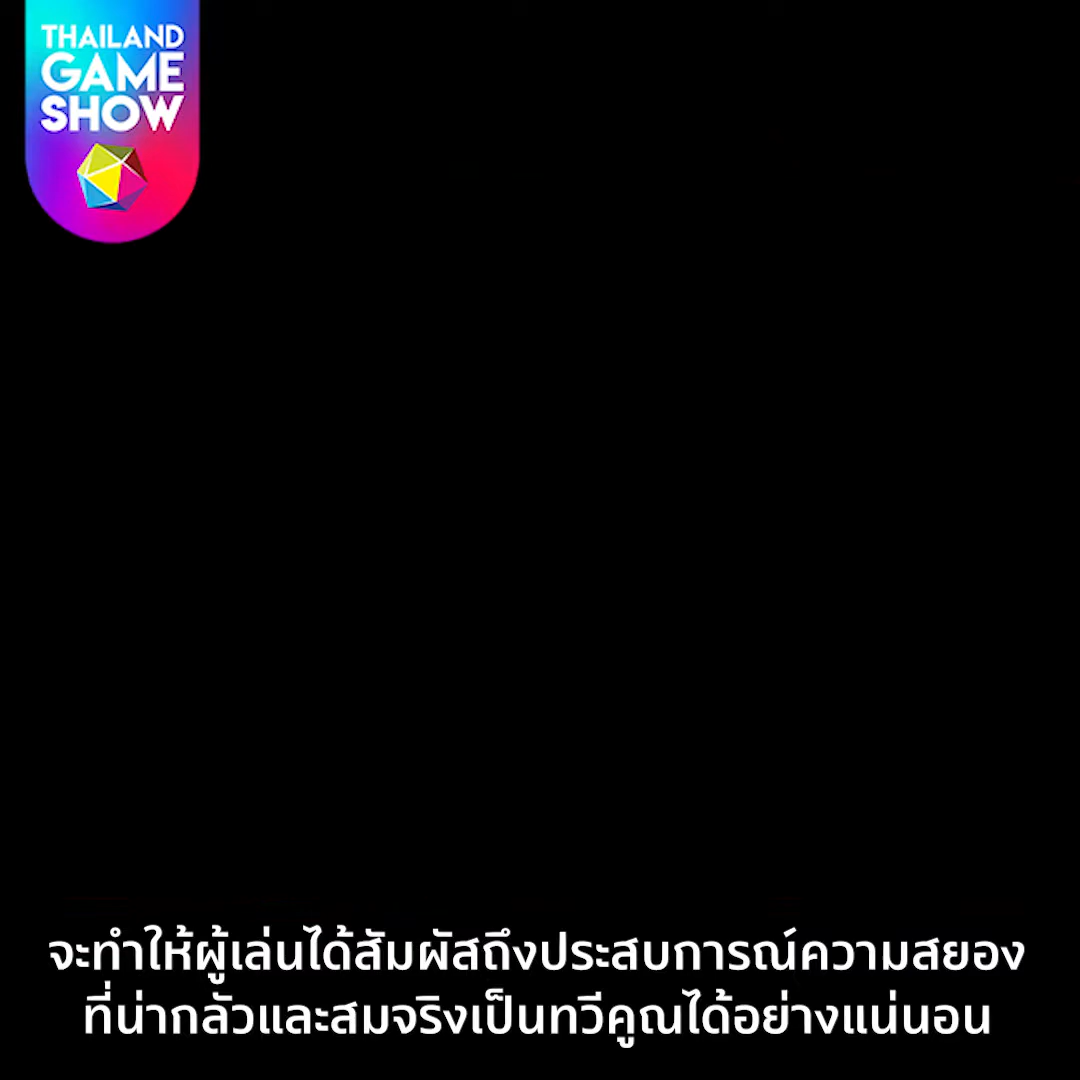 THAILAND
GAME
SHOW
จะทำให้ผู้เล่นได้สัมผัสถึงประสบการณ์ความสยอง
ที่น่ากลัวและสมจริงเป็นทวีคูณได้อย่างแน่นอน